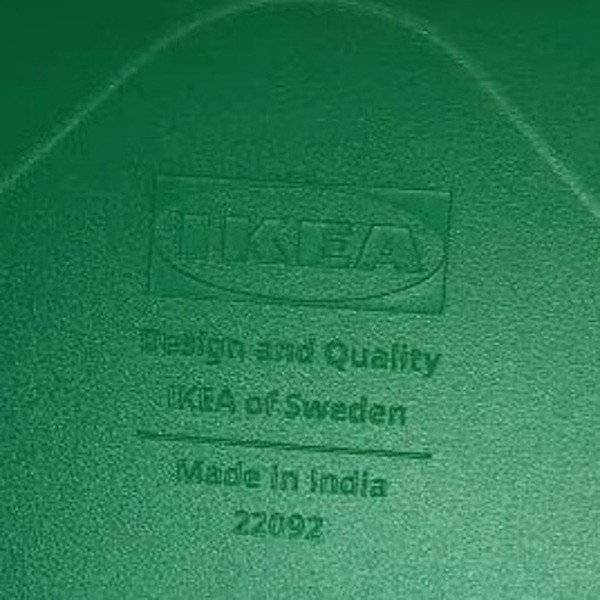 IKEA
Design and Quality
IKEA of Sweden
Made in India
22092